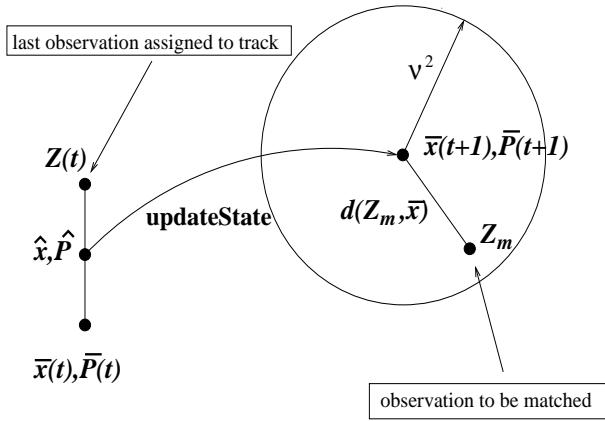 last observation assigned to track
ν²
Z(t)
x̅(t+1),P̅(t+1)
updateState
d(Zₘ,x̅)
Zₘ
x̂,P̂
x̅(t),P̅(t)
observation to be matched